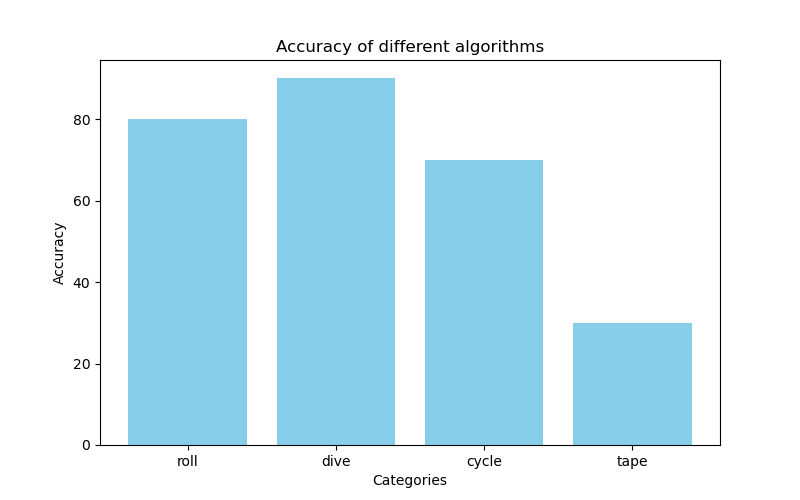 Accuracy of different algorithms
Accuracy
80
60
40
20
0
roll dive cycle tape
Categories